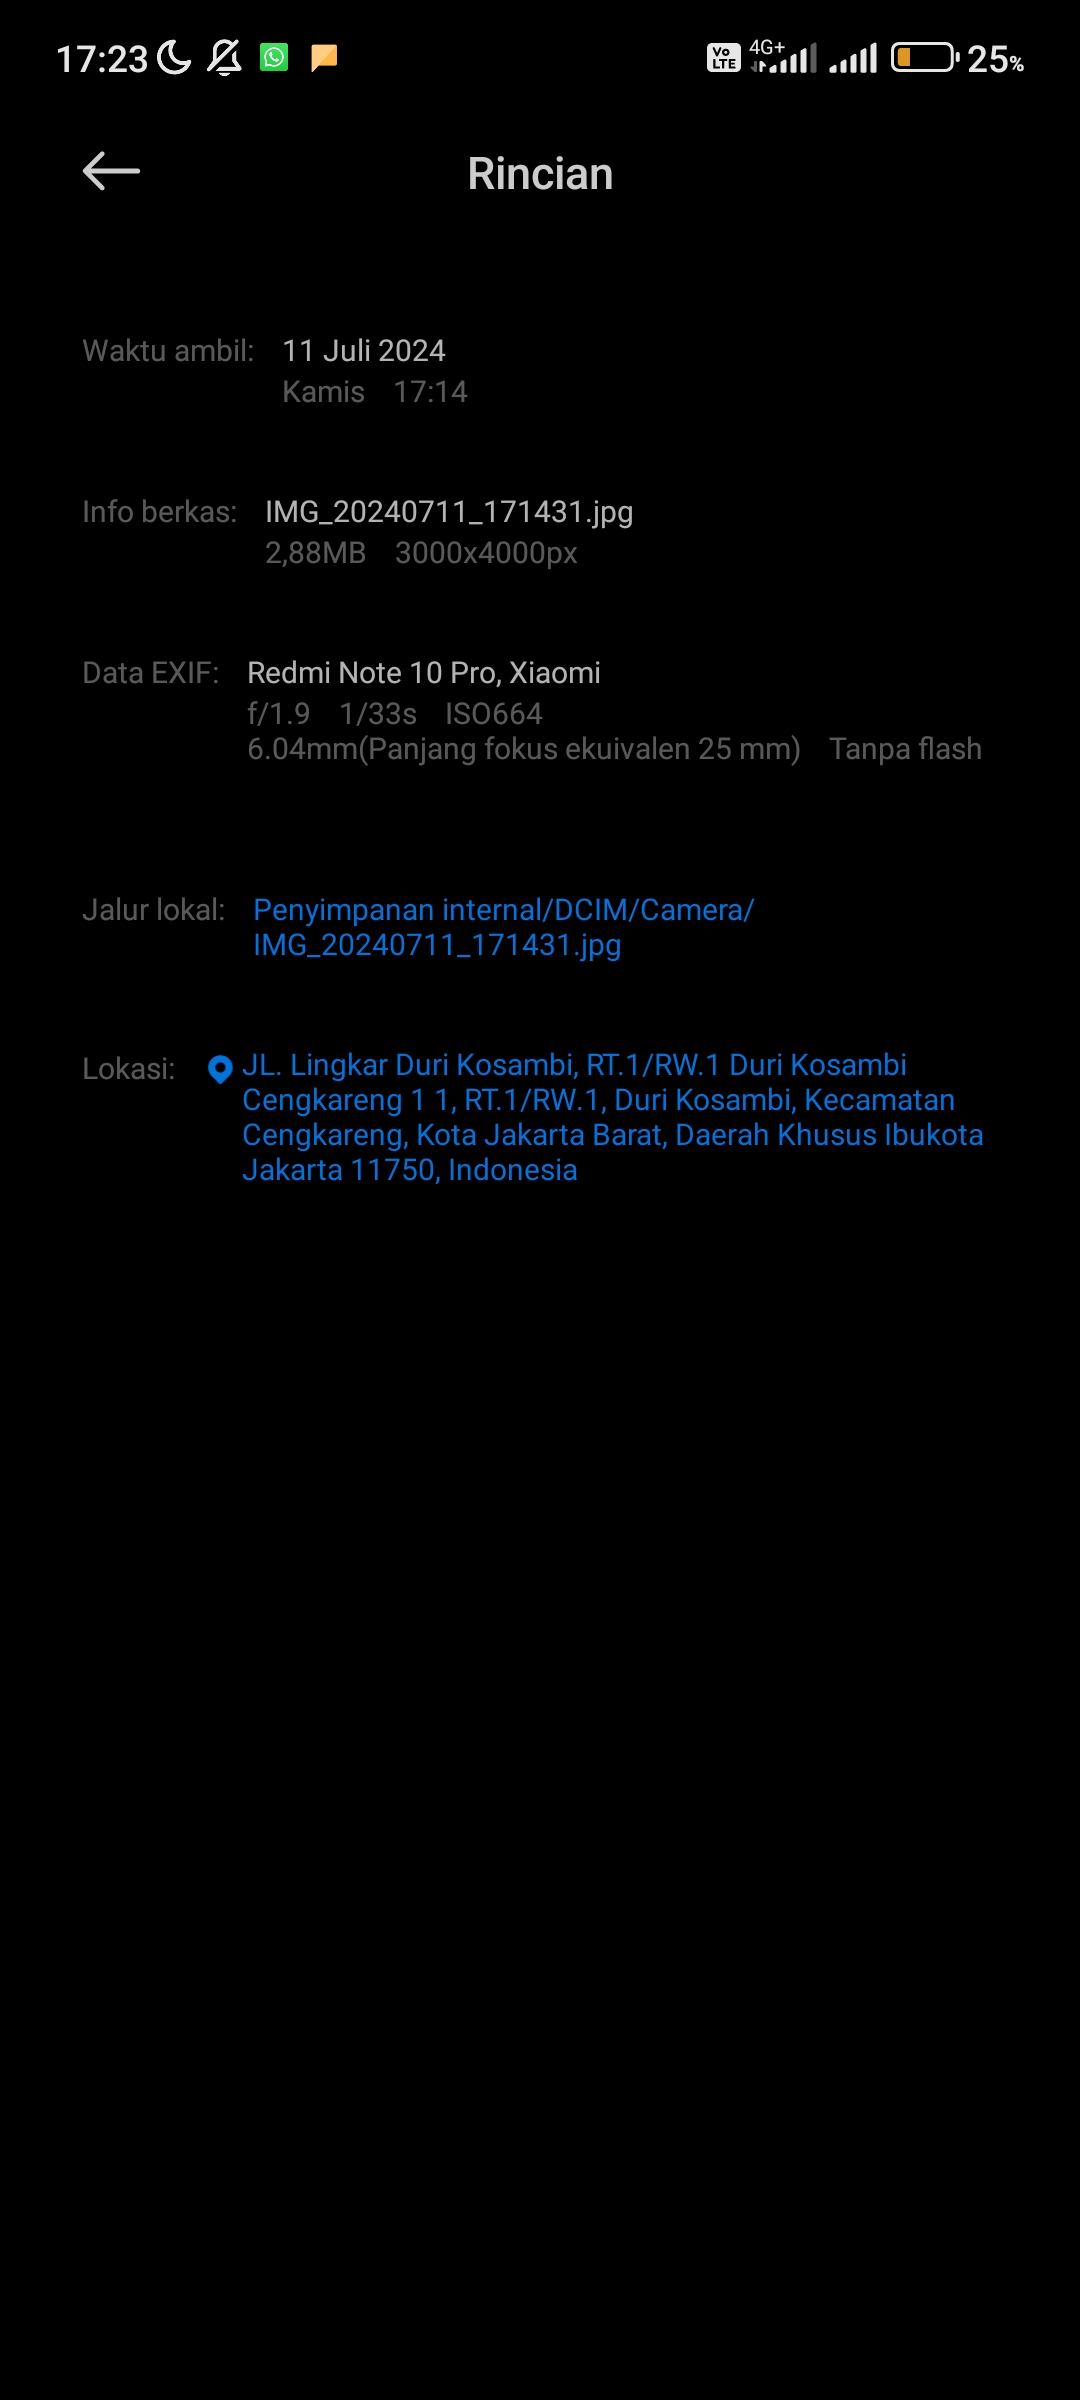 17:23 Vo LTE 4G+ 25%
Rincian
Waktu ambil: 11 Juli 2024
Kamis 17:14
Info berkas: IMG_20240711_171431.jpg
2,88MB 3000x4000px
Data EXIF: Redmi Note 10 Pro, Xiaomi
f/1.9 1/33s ISO664
6.04mm(Panjang fokus ekuivalen 25 mm) Tanpa flash
Jalur lokal: Penyimpanan internal/DCIM/Camera/
IMG_20240711_171431.jpg
Lokasi: JL. Lingkar Duri Kosambi, RT.1/RW.1 Duri Kosambi
Cengkareng 1 1, RT.1/RW.1, Duri Kosambi, Kecamatan
Cengkareng, Kota Jakarta Barat, Daerah Khusus Ibukota
Jakarta 11750, Indonesia